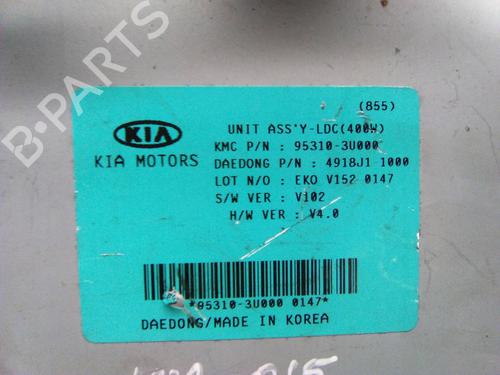 (855)
KIA
KIA MOTORS
UNIT ASS'Y-LDC(400W)
KMC P/N : 95310-3U000
DAEDONG P/N : 4918J1 1000
LOT N/O : EKO V152 0147
S/W VER : V102
H/W VER : V4.0
*95310-3U000 0147*
DAEDONG/MADE IN KOREA